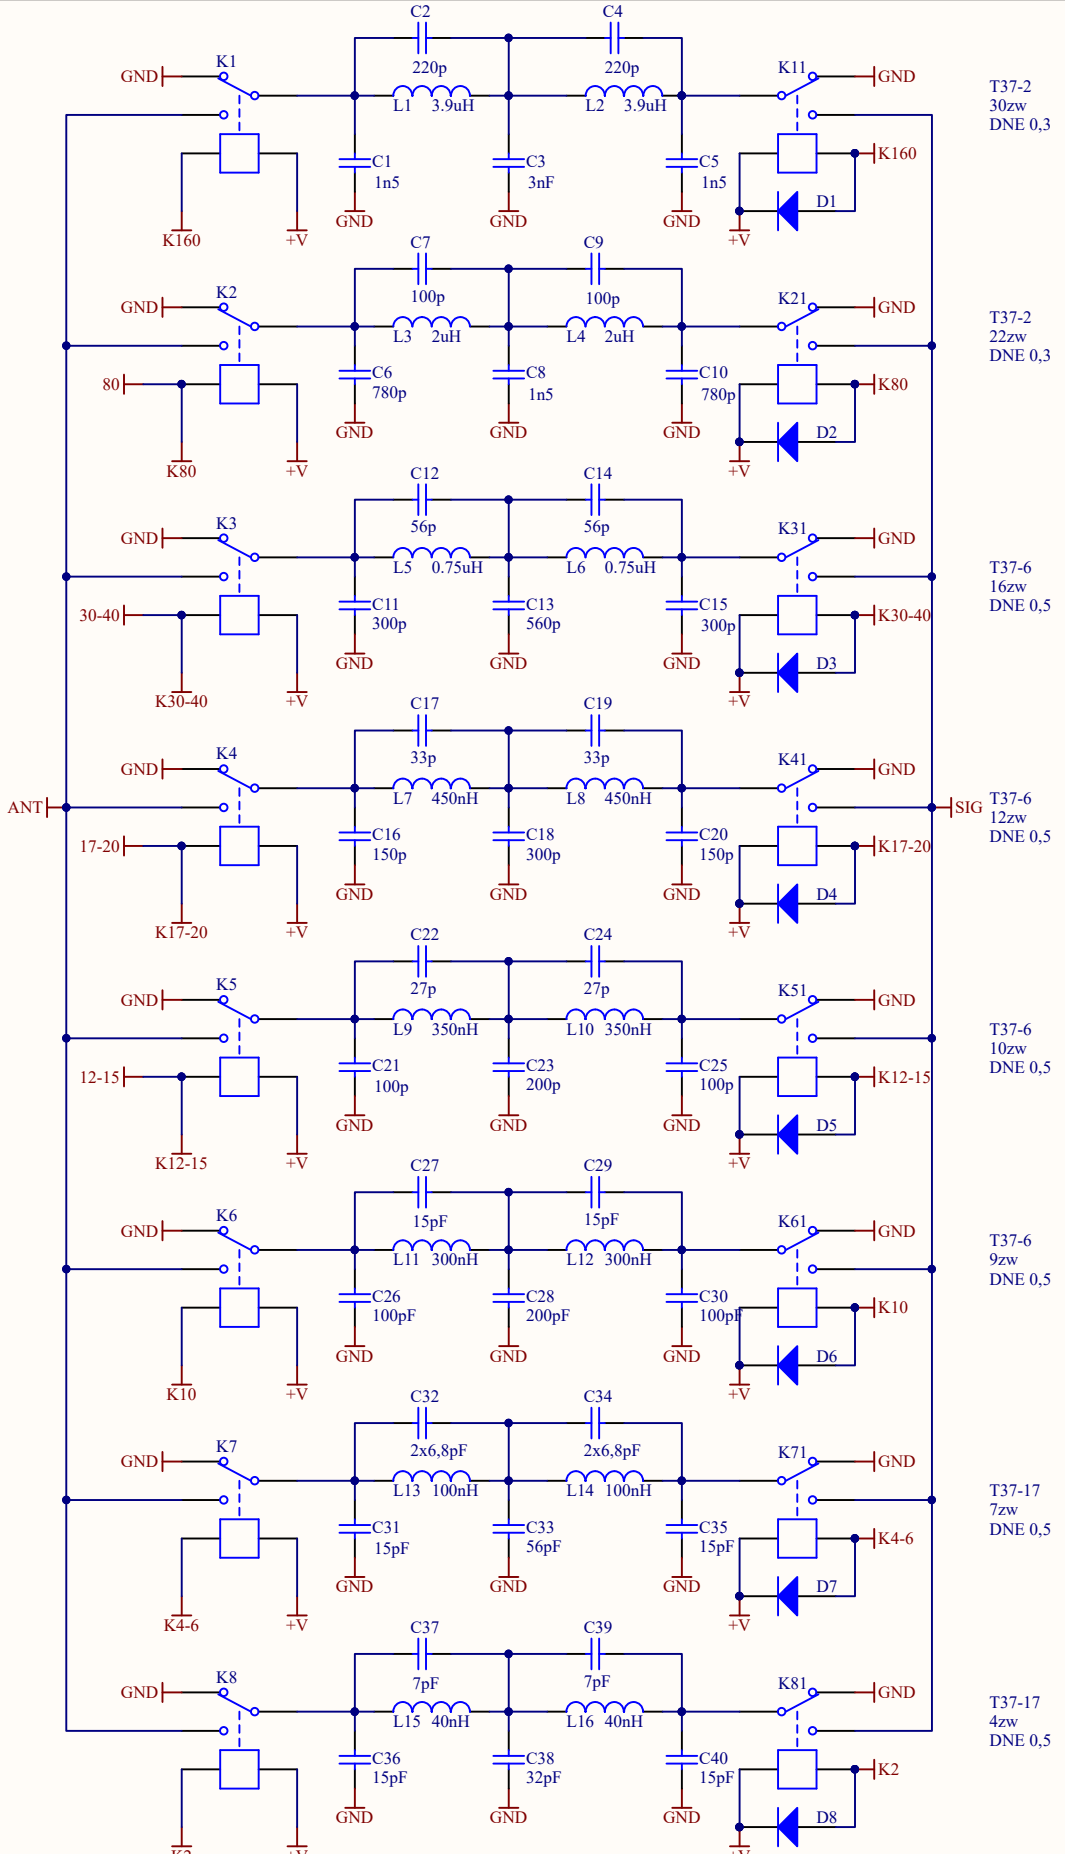 C2 C4
K1 220p 220p K11
GND GND
L1 3.9uH L2 3.9uH
T37-2
30zw
DNE 0,3
C1 C3 C5 K160
1n5 3nF 1n5
D1
GND GND GND
K160 +V +V
C7 C9
K2 100p 100p K21
GND GND
L3 2uH L4 2uH
T37-2
22zw
DNE 0,3
80 C6 C8 C10 K80
780p 1n5 780p
GND GND GND D2
K80 +V +V
C12 C14
K3 56p 56p K31
GND GND
L5 0.75uH L6 0.75uH
T37-6
16zw
DNE 0,5
30-40 C11 C13 C15 K30-40
300p 560p 300p
GND GND GND D3
K30-40 +V +V
C17 C19
K4 33p 33p K41
GND GND
L7 450nH L8 450nH
ANT SIG
T37-6
12zw
DNE 0,5
17-20 C16 C18 C20 K17-20
150p 300p 150p
GND GND GND D4
K17-20 +V +V
C22 C24
K5 27p 27p K51
GND GND
L9 350nH L10 350nH
T37-6
10zw
DNE 0,5
12-15 C21 C23 C25 K12-15
100p 200p 100p
GND GND GND D5
K12-15 +V +V
C27 C29
K6 15pF 15pF K61
GND GND
L11 300nH L12 300nH
T37-6
9zw
DNE 0,5
C26 C28 C30 K10
100pF 200pF 100pF
GND GND GND D6
K10 +V +V
C32 C34
K7 2x6,8pF 2x6,8pF K71
GND GND
L13 100nH L14 100nH
T37-17
7zw
DNE 0,5
C31 C33 C35 K4-6
15pF 56pF 15pF
GND GND GND D7
K4-6 +V +V
C37 C39
K8 7pF 7pF K81
GND GND
L15 40nH L16 40nH
T37-17
4zw
DNE 0,5
C36 C38 C40 K2
15pF 32pF 15pF
GND GND GND D8
K2 +V +V